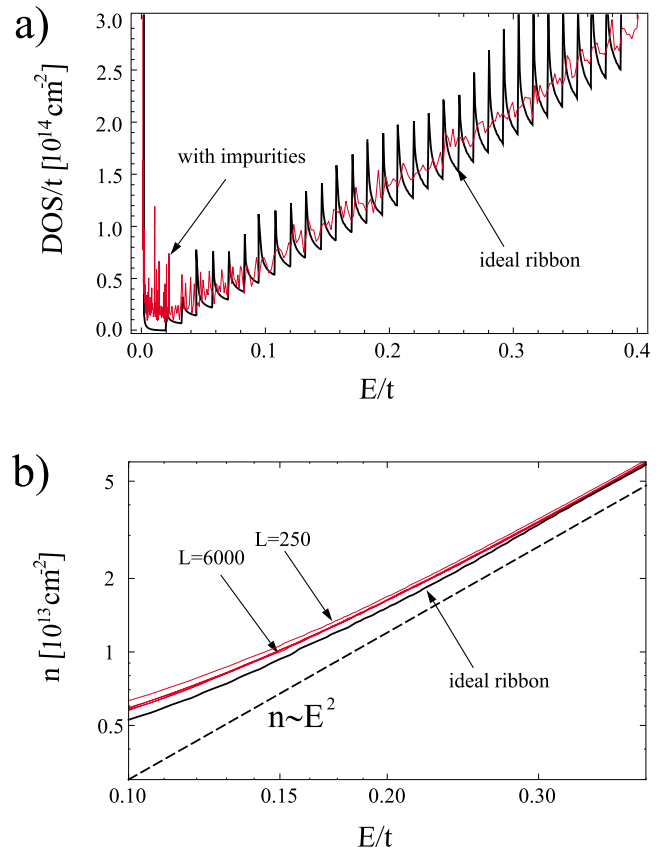 a)
DOS/t [10^14 cm^-2]
3.0
2.5
2.0
1.5
1.0
0.5
0.0
with impurities
ideal ribbon
0.0 0.1 0.2 0.3 0.4
E/t
b)
n [10^13 cm^-2]
5
2
1
0.5
L=6000
L=250
ideal ribbon
n~E^2
0.10 0.15 0.20 0.30
E/t